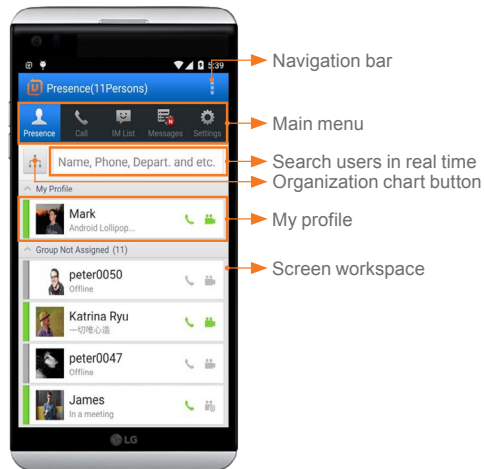 5:39
Navigation bar
Presence(11Persons)
Presence
Call
IM List
N
Messages
Settings
Main menu
Name, Phone, Depart. and etc.
Search users in real time
Organization chart button
My Profile
Mark
Android Lollipop...
My profile
Group Not Assigned (11)
Screen workspace
peter0050
Offline
Katrina Ryu
一切唯心造
peter0047
Offline
James
In a meeting
LG